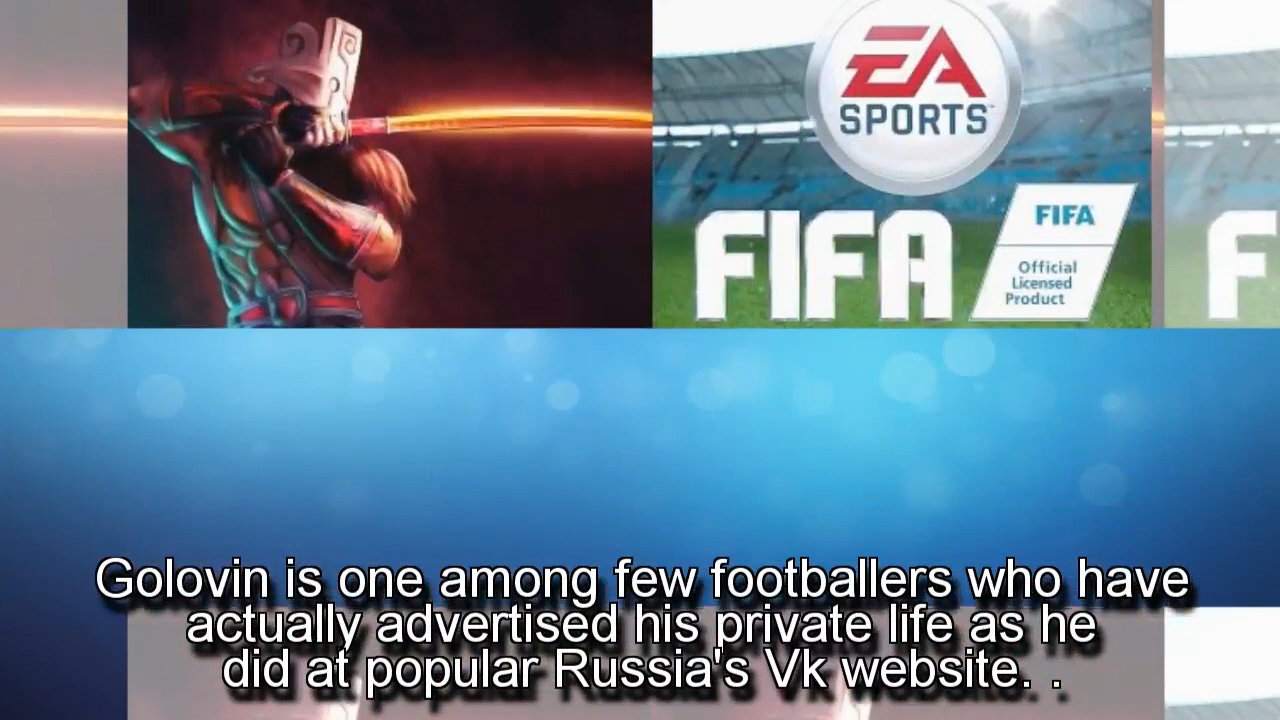 EA
SPORTS™
FIFA
FIFA
Official
Licensed
Product
F
Golovin is one among few footballers who have
actually advertised his private life as he
did at popular Russia's Vk website. .